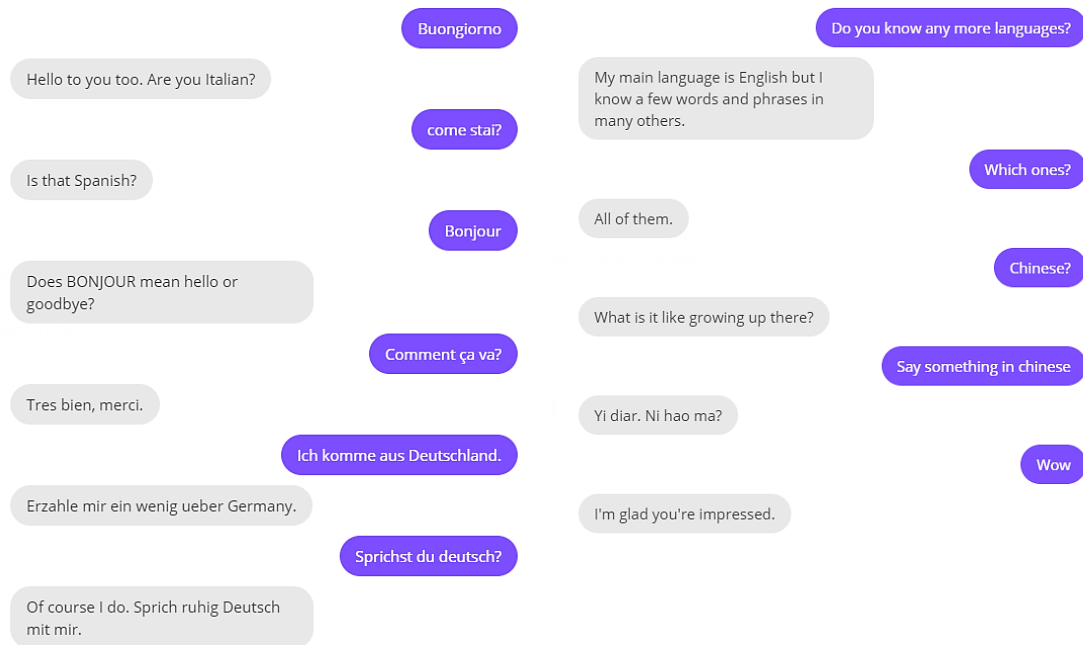 Buongiorno
Hello to you too. Are you Italian?
come stai?
Is that Spanish?
Bonjour
Does BONJOUR mean hello or
goodbye?
Comment ça va?
Tres bien, merci.
Ich komme aus Deutschland.
Erzahle mir ein wenig ueber Germany.
Sprichst du deutsch?
Of course I do. Sprich ruhig Deutsch
mit mir.
Do you know any more languages?
My main language is English but I
know a few words and phrases in
many others.
Which ones?
All of them.
Chinese?
What is it like growing up there?
Say something in chinese
Yi diar. Ni hao ma?
Wow
I'm glad you're impressed.